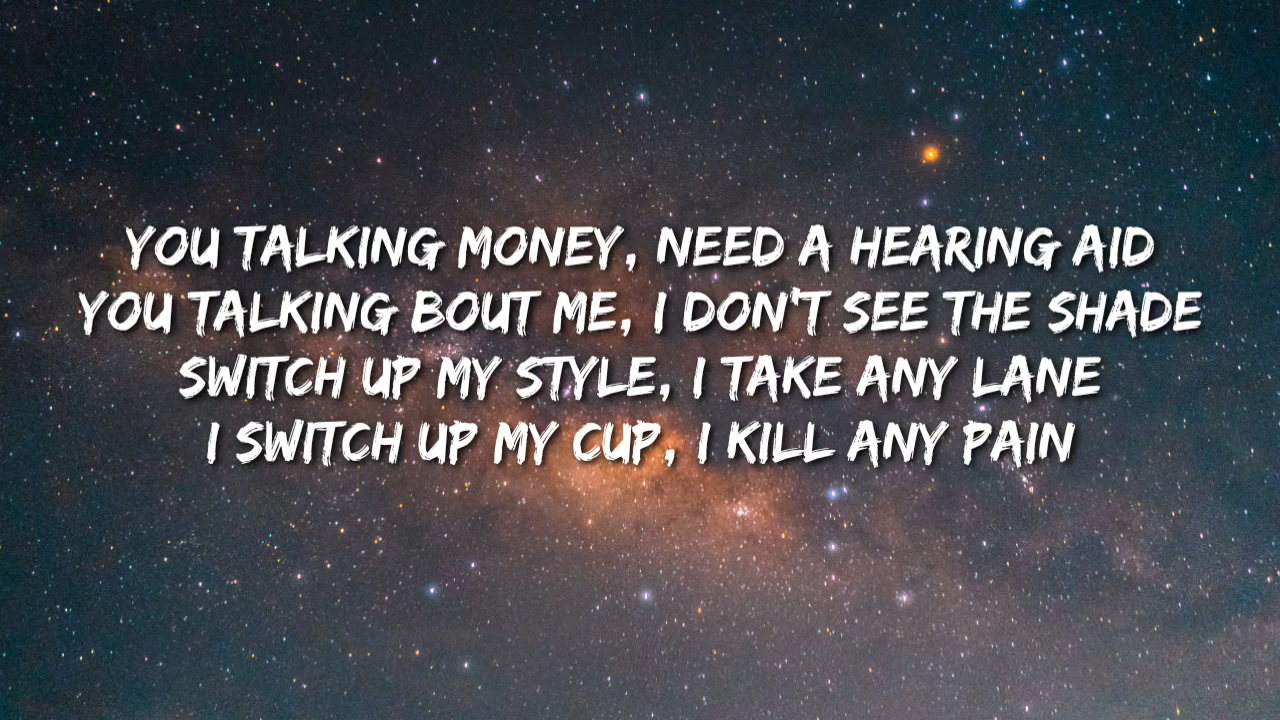 YOU TALKING MONEY, NEED A HEARING AID
YOU TALKING BOUT ME, I DON'T SEE THE SHADE
SWITCH UP MY STYLE, I TAKE ANY LANE
I SWITCH UP MY CUP, I KILL ANY PAIN